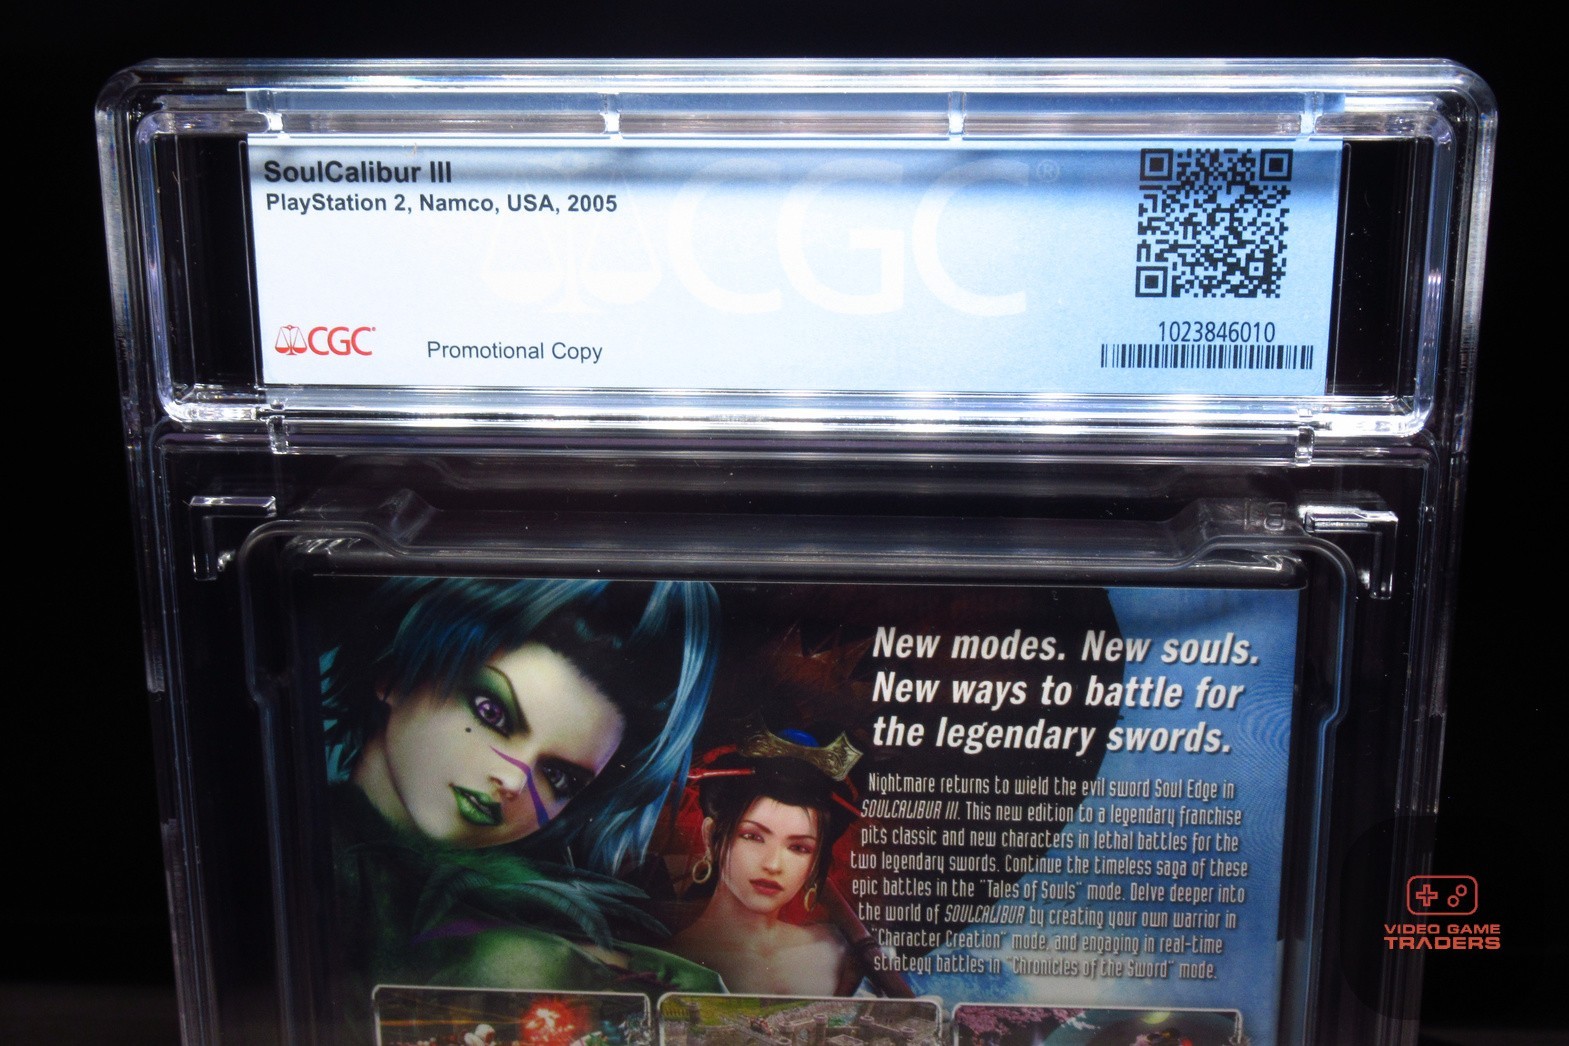 SoulCalibur III
PlayStation 2, Namco, USA, 2005
CGC®
CGC®
Promotional Copy
1023846010
New modes. New souls.
New ways to battle for
the legendary swords.
Nightmare returns to wield the evil sword Soul Edge in
SOULCALIBUR III. This new edition to a legendary franchise
pits classic and new characters in lethal battles for the
two legendary swords. Continue the timeless saga of these
epic battles in the "Tales of Souls" mode. Delve deeper into
the world of SOULCALIBUR by creating your own warrior in
"Character Creation" mode, and engaging in real-time
strategy battles in "Chronicles of the Sword" mode.
VIDEO GAME
TRADERS